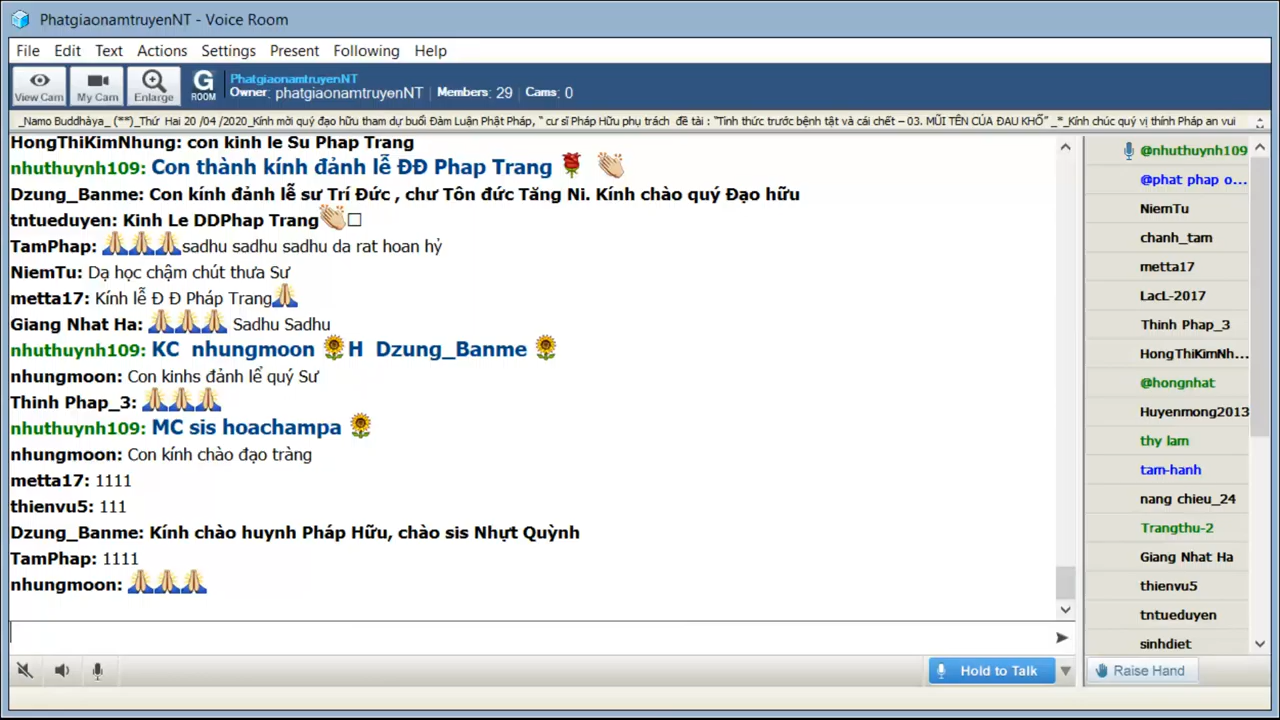 PhatgiaonamtruyenNT - Voice Room
File Edit Text Actions Settings Present Following Help
View Cam My Cam Enlarge G ROOM
PhatgiaonamtruyenNT
Owner: phatgiaonamtruyenNT Members: 29 Cams: 0
_Namo Buddhàya_ (**)_Thứ Hai 20 /04 /2020_Kính mời quý đạo hữu tham dự buổi Đàm Luận Phật Pháp, " cư sĩ Pháp Hữu phụ trách đề tài : "Tỉnh thức trước bệnh tật và cái chết – 03. MŨI TÊN CỦA ĐAU KHỔ" _*_Kính chúc quý vị thính Pháp an vui
HongThiKimNhung: con kinh le Su Phap Trang
nhuthuynh109: Con thành kính đảnh lễ ĐĐ Phap Trang
Dzung_Banme: Con kính đảnh lễ sư Trí Đức , chư Tôn đức Tăng Ni. Kính chào quý Đạo hữu
tntueduyen: Kinh Le DDPhap Trang
TamPhap: sadhu sadhu sadhu da rat hoan hỷ
NiemTu: Dạ học chậm chút thưa Sư
metta17: Kính lễ Đ Đ Pháp Trang
Giang Nhat Ha: Sadhu Sadhu
nhuthuynh109: KC nhungmoon H Dzung_Banme
nhungmoon: Con kinhs đảnh lể quý Sư
Thinh Phap_3:
nhuthuynh109: MC sis hoachampa
nhungmoon: Con kính chào đạo tràng
metta17: 1111
thienvu5: 111
Dzung_Banme: Kính chào huynh Pháp Hữu, chào sis Nhựt Quỳnh
TamPhap: 1111
nhungmoon:
@nhuthuynh109
@phat phap o...
NiemTu
chanh_tam
metta17
LacL-2017
Thinh Phap_3
HongThiKimNh...
@hongnhat
Huyenmong2013
thy lam
tam-hanh
nang chieu_24
Trangthu-2
Giang Nhat Ha
thienvu5
tntueduyen
sinhdiet
Hold to Talk
Raise Hand